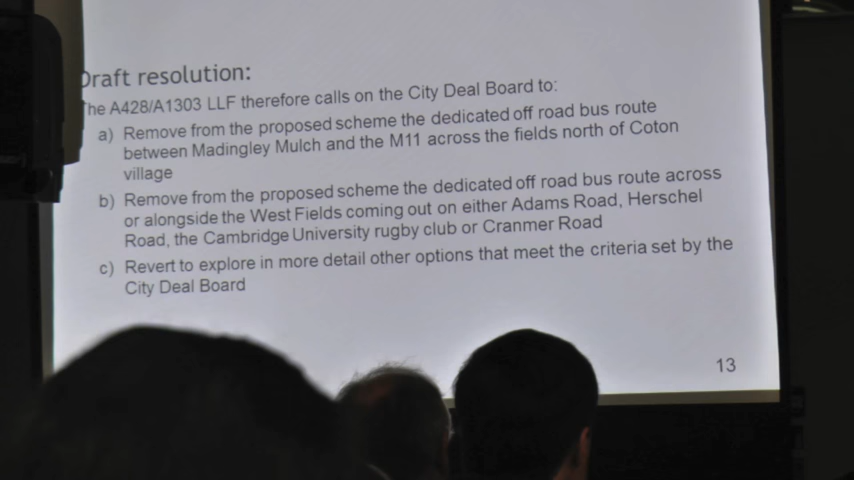 Draft resolution:
The A428/A1303 LLF therefore calls on the City Deal Board to:
a) Remove from the proposed scheme the dedicated off road bus route
between Madingley Mulch and the M11 across the fields north of Coton
village
b) Remove from the proposed scheme the dedicated off road bus route across
or alongside the West Fields coming out on either Adams Road, Herschel
Road, the Cambridge University rugby club or Cranmer Road
c) Revert to explore in more detail other options that meet the criteria set by the
City Deal Board
13